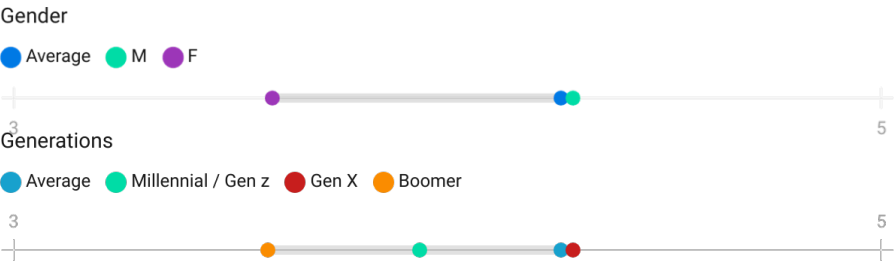 Gender
Average M F
3 5
Generations
Average Millennial / Gen z Gen X Boomer
3 5